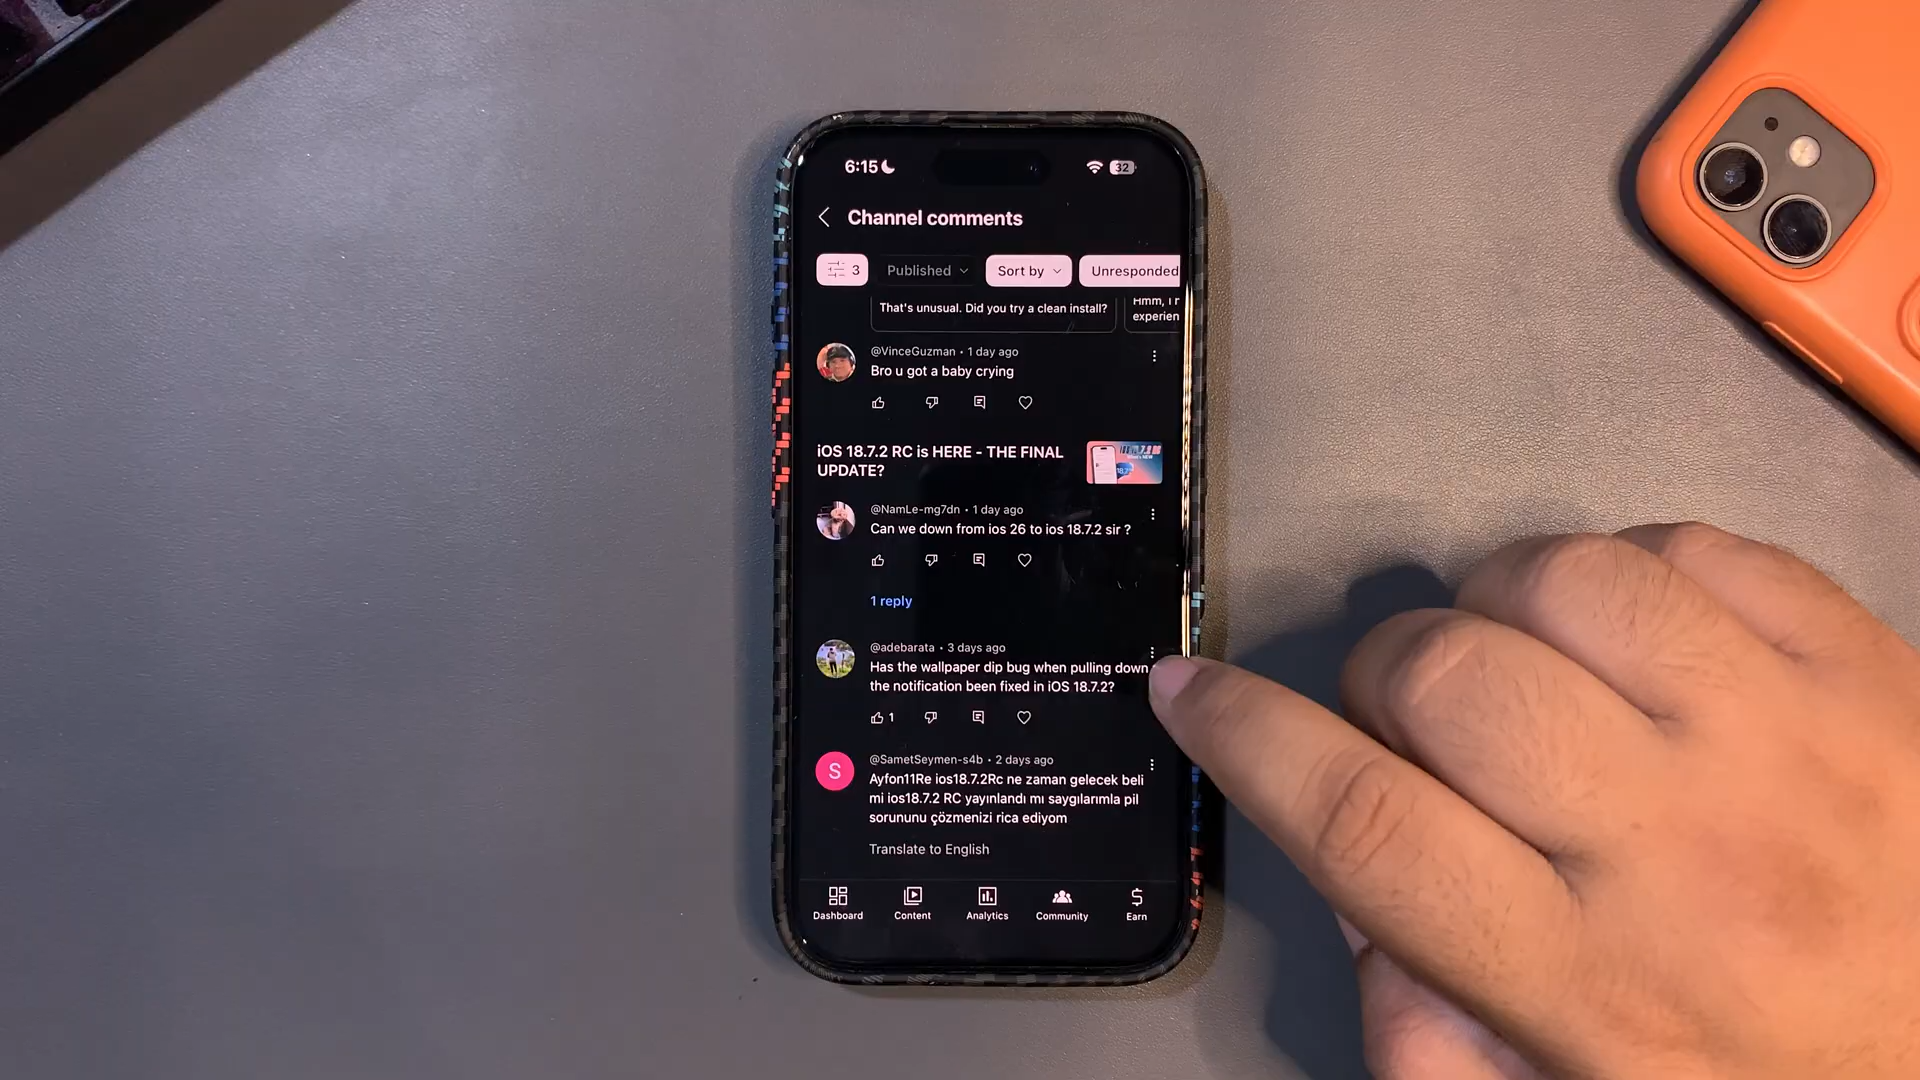 6:15
32
Channel comments
3
Published
Sort by
Unresponded
That's unusual. Did you try a clean install?
Hmm, I
experien
@VinceGuzman • 1 day ago
Bro u got a baby crying
iOS 18.7.2 RC is HERE - THE FINAL
UPDATE?
@NamLe-mg7dn • 1 day ago
Can we down from ios 26 to ios 18.7.2 sir ?
1 reply
@adebarata • 3 days ago
Has the wallpaper dip bug when pulling down
the notification been fixed in iOS 18.7.2?
1
S
@SametSeymen-s4b • 2 days ago
Ayfon11Re ios18.7.2Rc ne zaman gelecek beli
mi ios18.7.2 RC yayınlandı mı saygılarımla pil
sorununu çözmenizi rica ediyom
Translate to English
Dashboard
Content
Analytics
Community
Earn